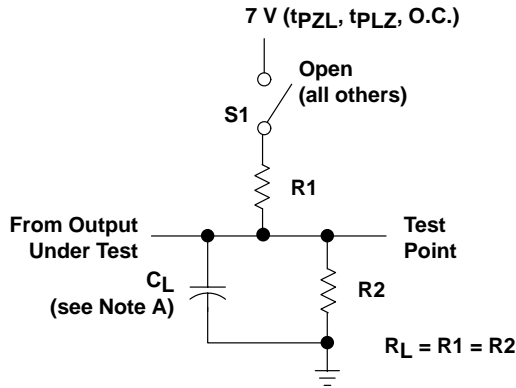 7 V (tPZL, tPLZ, O.C.)
Open
(all others)
S1
R1
From Output
Under Test
Test
Point
CL
(see Note A)
R2
RL = R1 = R2